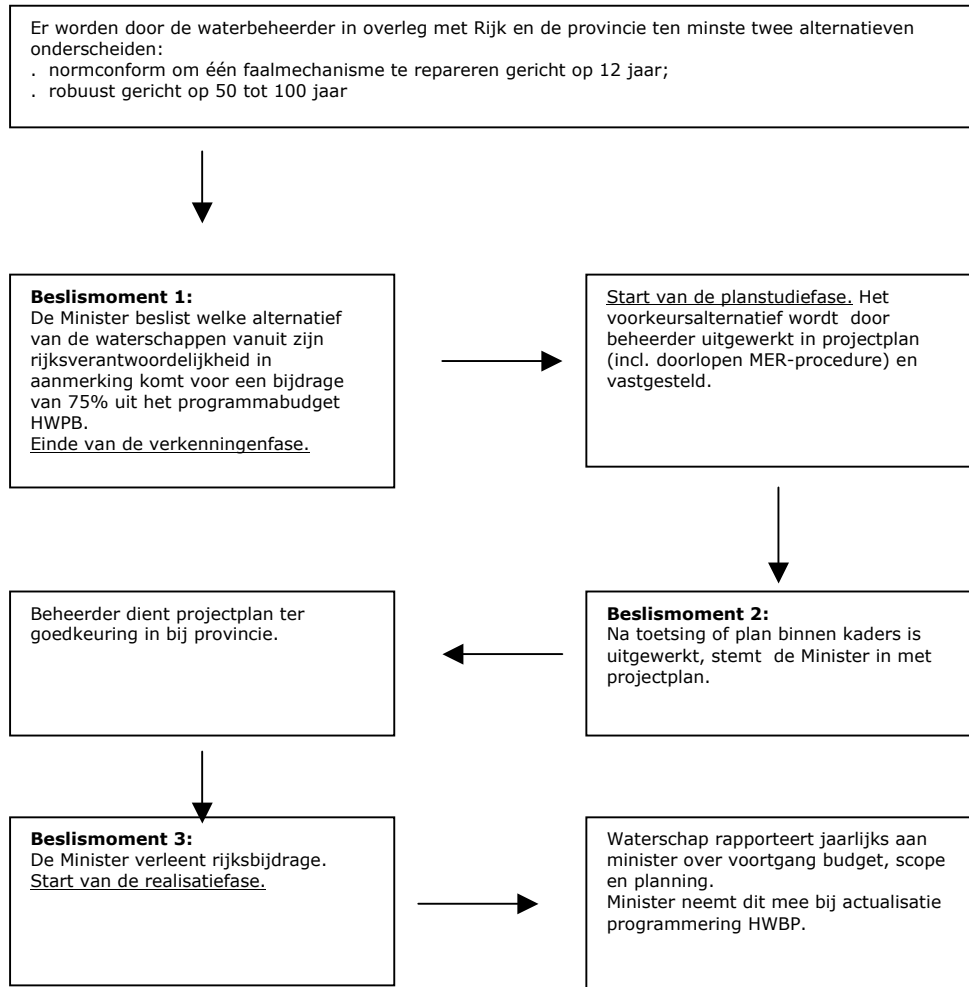 Er worden door de waterbeheerder in overleg met Rijk en de provincie ten minste twee alternatieven
onderscheiden:
. normconform om één faalmechanisme te repareren gericht op 12 jaar;
. robuust gericht op 50 tot 100 jaar
Beslismoment 1:
De Minister beslist welke alternatief
van de waterschappen vanuit zijn
rijksverantwoordelijkheid in
aanmerking komt voor een bijdrage
van 75% uit het programmabudget
HWPB.
Einde van de verkenningenfase.
Start van de planstudiefase. Het
voorkeursalternatief wordt door
beheerder uitgewerkt in projectplan
(incl. doorlopen MER-procedure) en
vastgesteld.
Beslismoment 2:
Na toetsing of plan binnen kaders is
uitgewerkt, stemt de Minister in met
projectplan.
Beheerder dient projectplan ter
goedkeuring in bij provincie.
Beslismoment 3:
De Minister verleent rijksbijdrage.
Start van de realisatiefase.
Waterschap rapporteert jaarlijks aan
minister over voortgang budget, scope
en planning.
Minister neemt dit mee bij actualisatie
programmering HWBP.